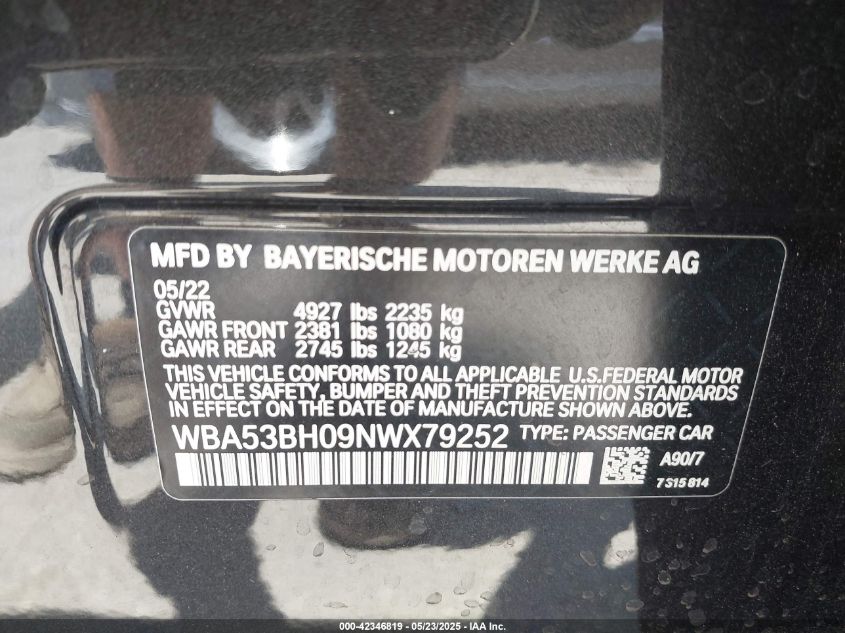 MFD BY BAYERISCHE MOTOREN WERKE AG
05/22
GVWR 4927 lbs 2235 kg
GAWR FRONT 2381 lbs 1080 kg
GAWR REAR 2745 lbs 1245 kg
THIS VEHICLE CONFORMS TO ALL APPLICABLE U.S.FEDERAL MOTOR
VEHICLE SAFETY, BUMPER AND THEFT PREVENTION STANDARDS
IN EFFECT ON THE DATE OF MANUFACTURE SHOWN ABOVE.
WBA53BH09NWX79252 TYPE: PASSENGER CAR
A90/7
7315814
000-42346819 - 05/23/2025 - IAA Inc.